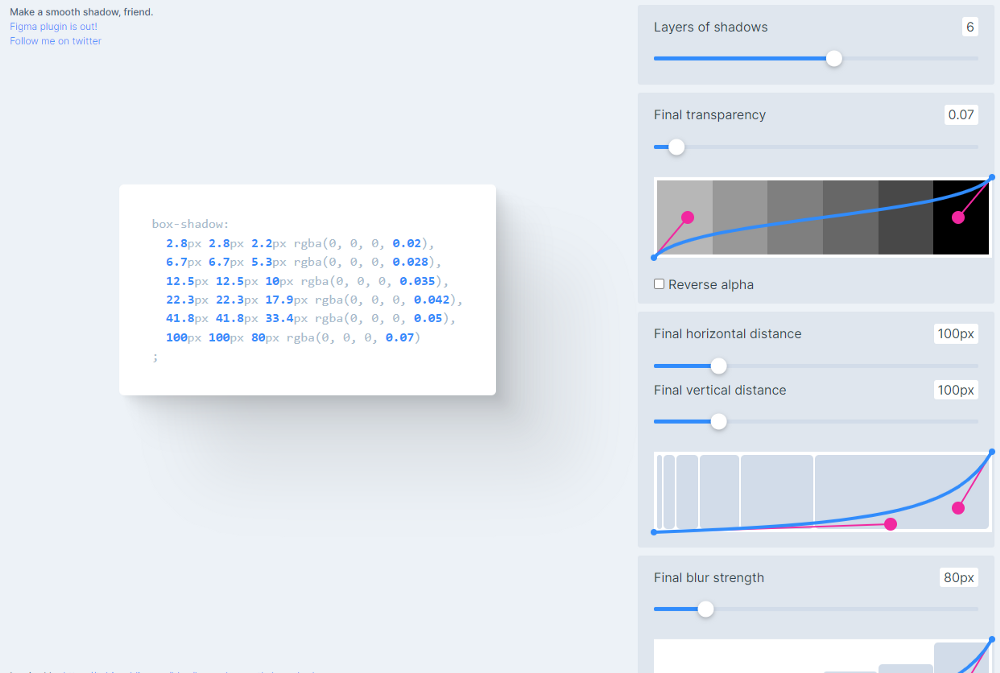 Make a smooth shadow, friend.
Figma plugin is out!
Follow me on twitter
box-shadow:
2.8px 2.8px 2.2px rgba(0, 0, 0, 0.02),
6.7px 6.7px 5.3px rgba(0, 0, 0, 0.028),
12.5px 12.5px 10px rgba(0, 0, 0, 0.035),
22.3px 22.3px 17.9px rgba(0, 0, 0, 0.042),
41.8px 41.8px 33.4px rgba(0, 0, 0, 0.05),
100px 100px 80px rgba(0, 0, 0, 0.07)
;
Layers of shadows 6
Final transparency 0.07
Reverse alpha
Final horizontal distance 100px
Final vertical distance 100px
Final blur strength 80px